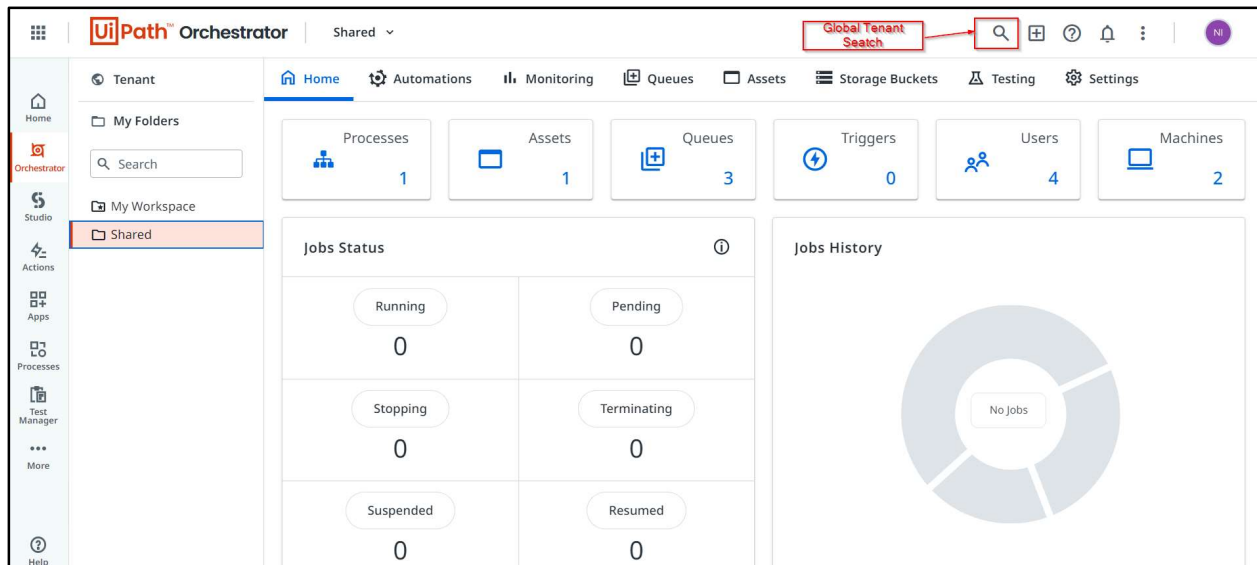 UiPath™ Orchestrator
Shared
Global Tenant
Seatch
NI
Home
Orchestrator
Studio
Actions
Apps
Processes
Test
Manager
More
Help
Tenant
My Folders
Search
My Workspace
Shared
Home Automations Monitoring Queues Assets Storage Buckets Testing Settings
Processes
1
Assets
1
Queues
3
Triggers
0
Users
4
Machines
2
Jobs Status
Running
0
Pending
0
Stopping
0
Terminating
0
Suspended
0
Resumed
0
Jobs History
No Jobs